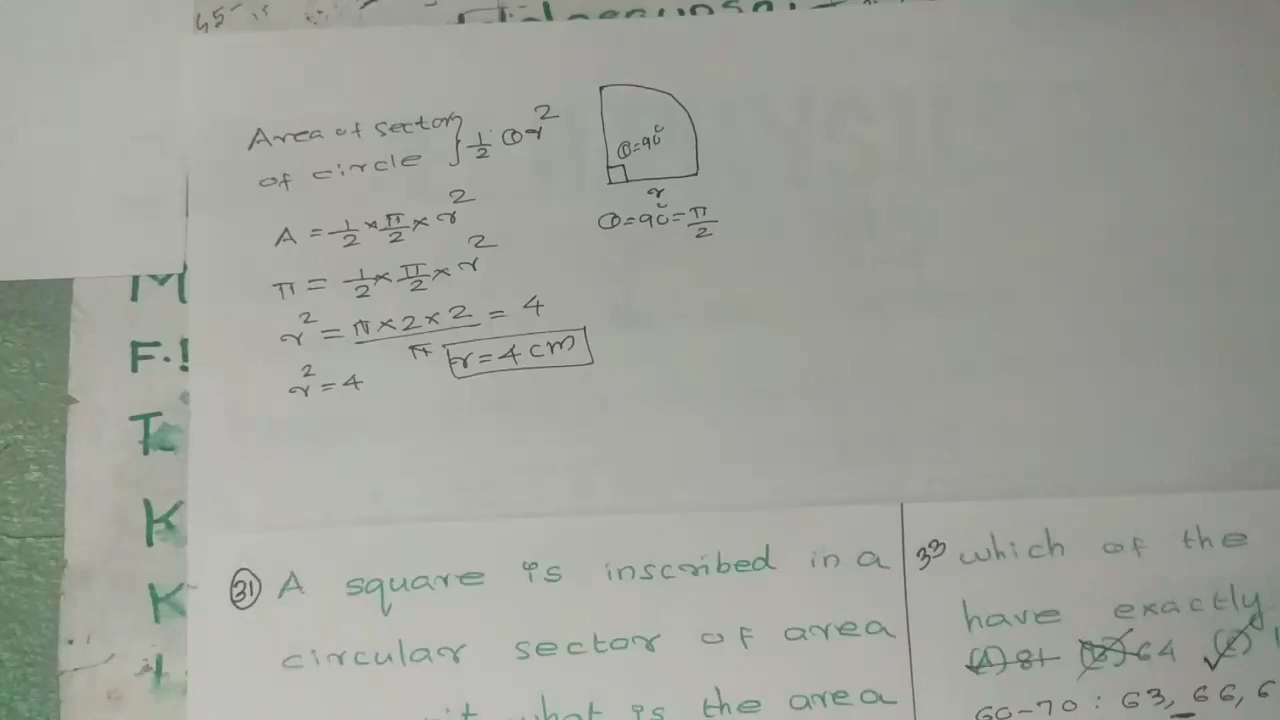 45
Area of sector
of circle } 1/2 θr²
θ=90°
r
θ=90°=π/2
A = 1/2 × π/2 × r²
π = 1/2 × π/2 × r²
r² = π×2×2/π = 4
r=4cm
r²=4
M
F.!
T
K
K
31 A square is inscribed in a
circular sector of area
what is the area
33 which of the
have exactly
(A) 81 (B) 64
60-70: 63, 66, 6